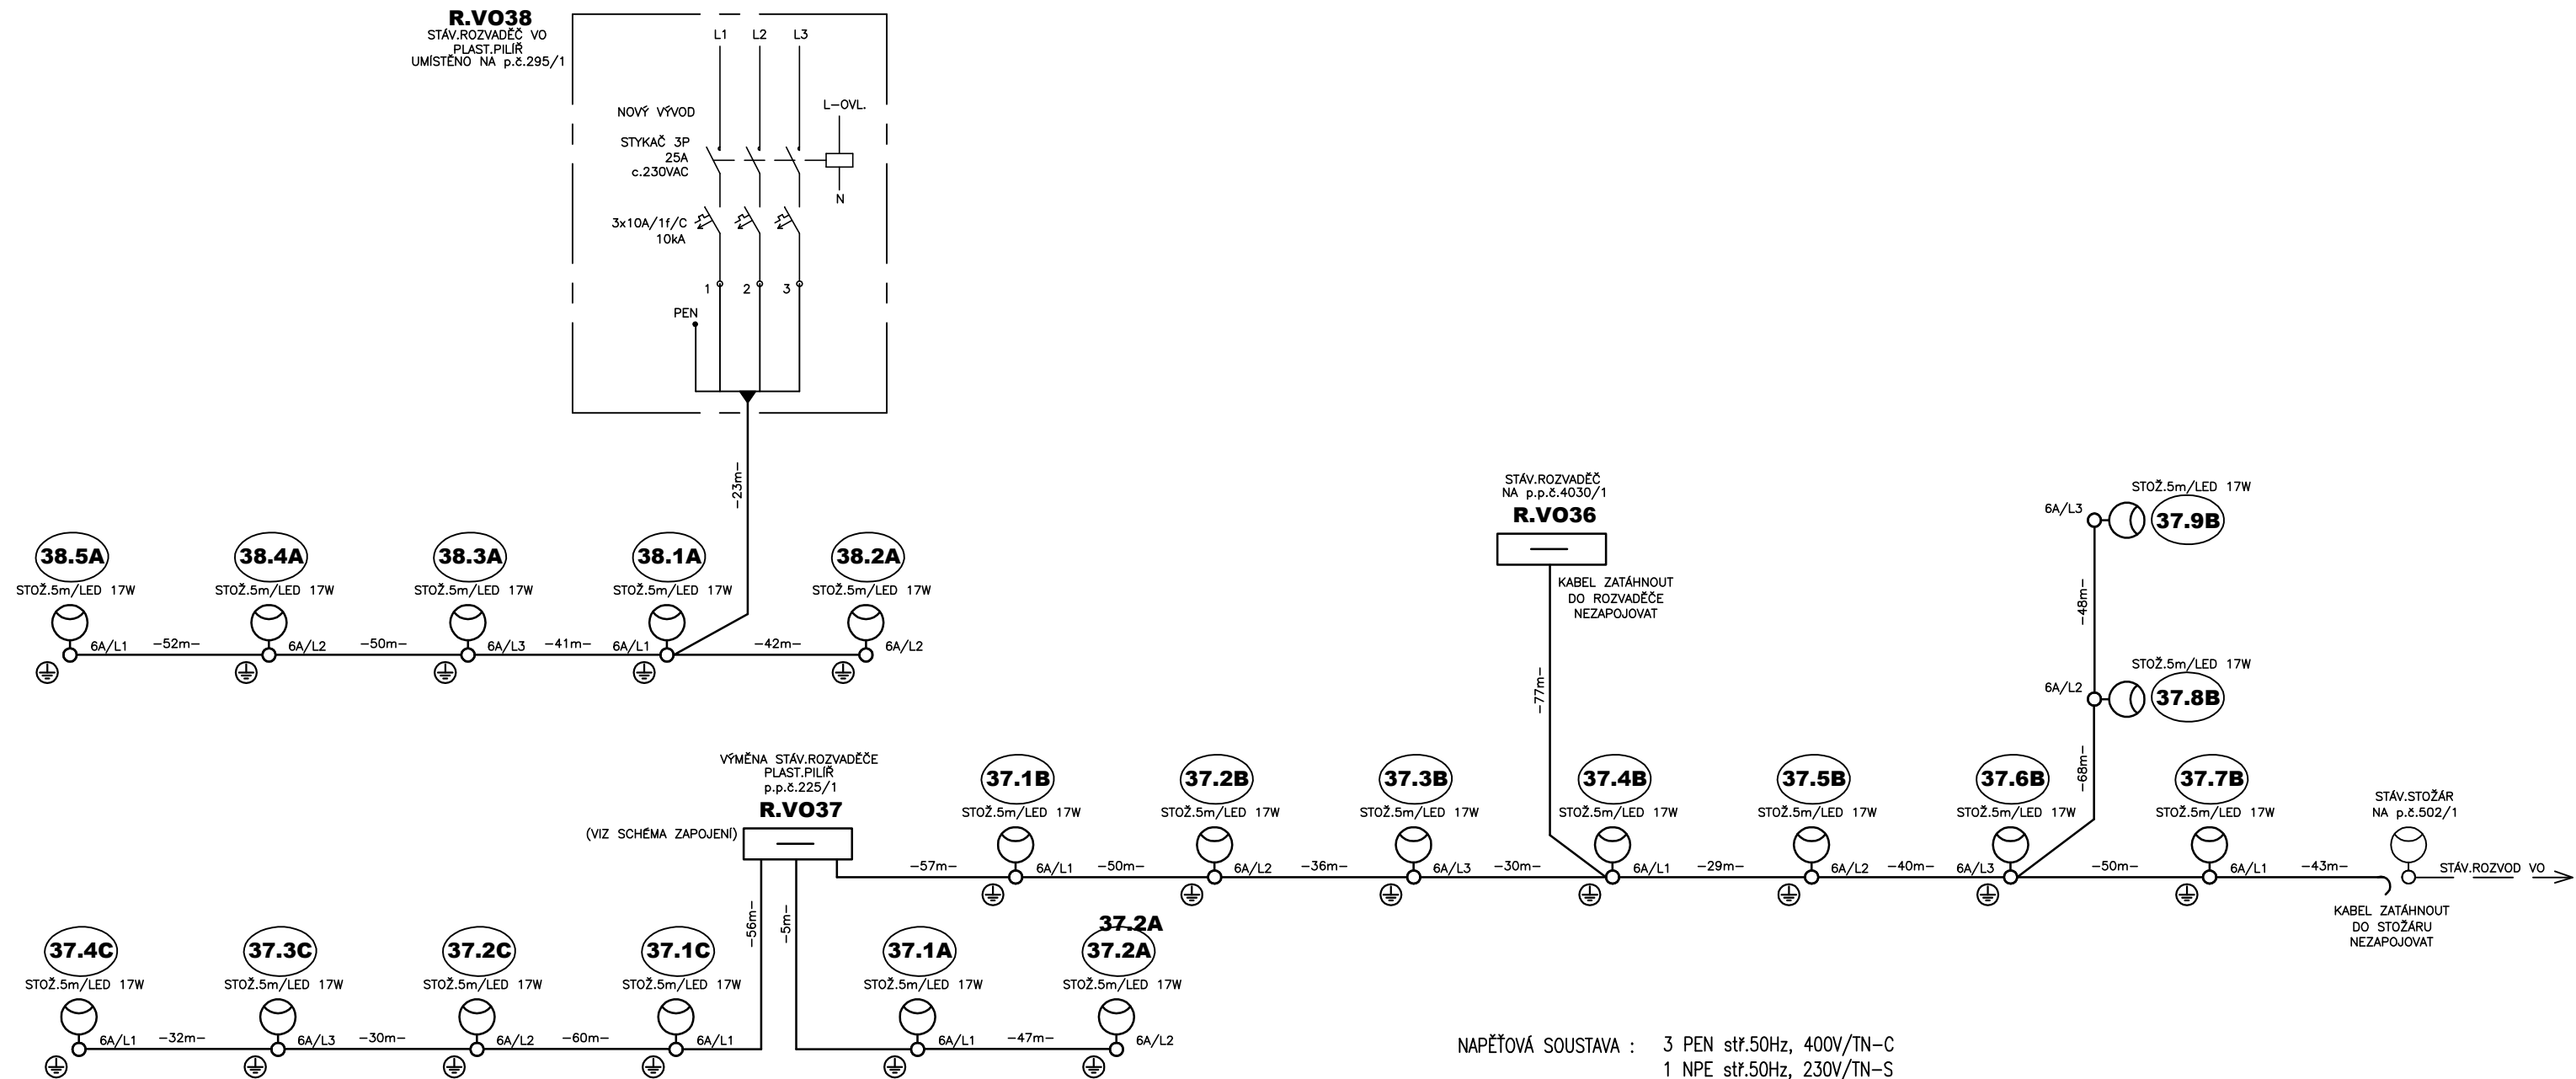 R.VO38
STÁV.ROZVADĚČ VO
PLAST.PILÍŘ
UMÍSTĚNO NA p.č.295/1
L1 L2 L3
NOVÝ VÝVOD
L-OVL.
STYKAČ 3P
25A
c.230VAC
N
3x10A/1f/C
10kA
1 2 3
PEN
-23m-
38.5A 38.4A 38.3A 38.1A 38.2A
STOŽ.5m/LED 17W STOŽ.5m/LED 17W STOŽ.5m/LED 17W STOŽ.5m/LED 17W STOŽ.5m/LED 17W
6A/L1 -52m- 6A/L2 -50m- 6A/L3 -41m- 6A/L1 -42m- 6A/L2
STÁV.ROZVADĚČ
NA p.p.č.4030/1
R.VO36
KABEL ZATÁHNOUT
DO ROZVADĚČE
NEZAPOJOVAT
-77m-
STOŽ.5m/LED 17W
6A/L3 37.9B
-48m-
STOŽ.5m/LED 17W
6A/L2 37.8B
-68m-
VÝMĚNA STÁV.ROZVADĚČE
PLAST.PILÍŘ
p.p.č.225/1
R.VO37
(VIZ SCHÉMA ZAPOJENÍ)
37.1B 37.2B 37.3B 37.4B 37.5B 37.6B 37.7B
STOŽ.5m/LED 17W STOŽ.5m/LED 17W STOŽ.5m/LED 17W STOŽ.5m/LED 17W STOŽ.5m/LED 17W STOŽ.5m/LED 17W STOŽ.5m/LED 17W
STÁV.STOŽÁR
NA p.č.502/1
-57m- 6A/L1 -50m- 6A/L2 -36m- 6A/L3 -30m- 6A/L1 -29m- 6A/L2 -40m- 6A/L3 -50m- 6A/L1 -43m- STÁV.ROZVOD VO
KABEL ZATÁHNOUT
DO STOŽÁRU
NEZAPOJOVAT
-56m- -5m-
37.2A
37.4C 37.3C 37.2C 37.1C 37.1A 37.2A
STOŽ.5m/LED 17W STOŽ.5m/LED 17W STOŽ.5m/LED 17W STOŽ.5m/LED 17W STOŽ.5m/LED 17W STOŽ.5m/LED 17W
6A/L1 -32m- 6A/L3 -30m- 6A/L2 -60m- 6A/L1 6A/L1 -47m- 6A/L2
NAPĚŤOVÁ SOUSTAVA : 3 PEN stř.50Hz, 400V/TN-C
1 NPE stř.50Hz, 230V/TN-S